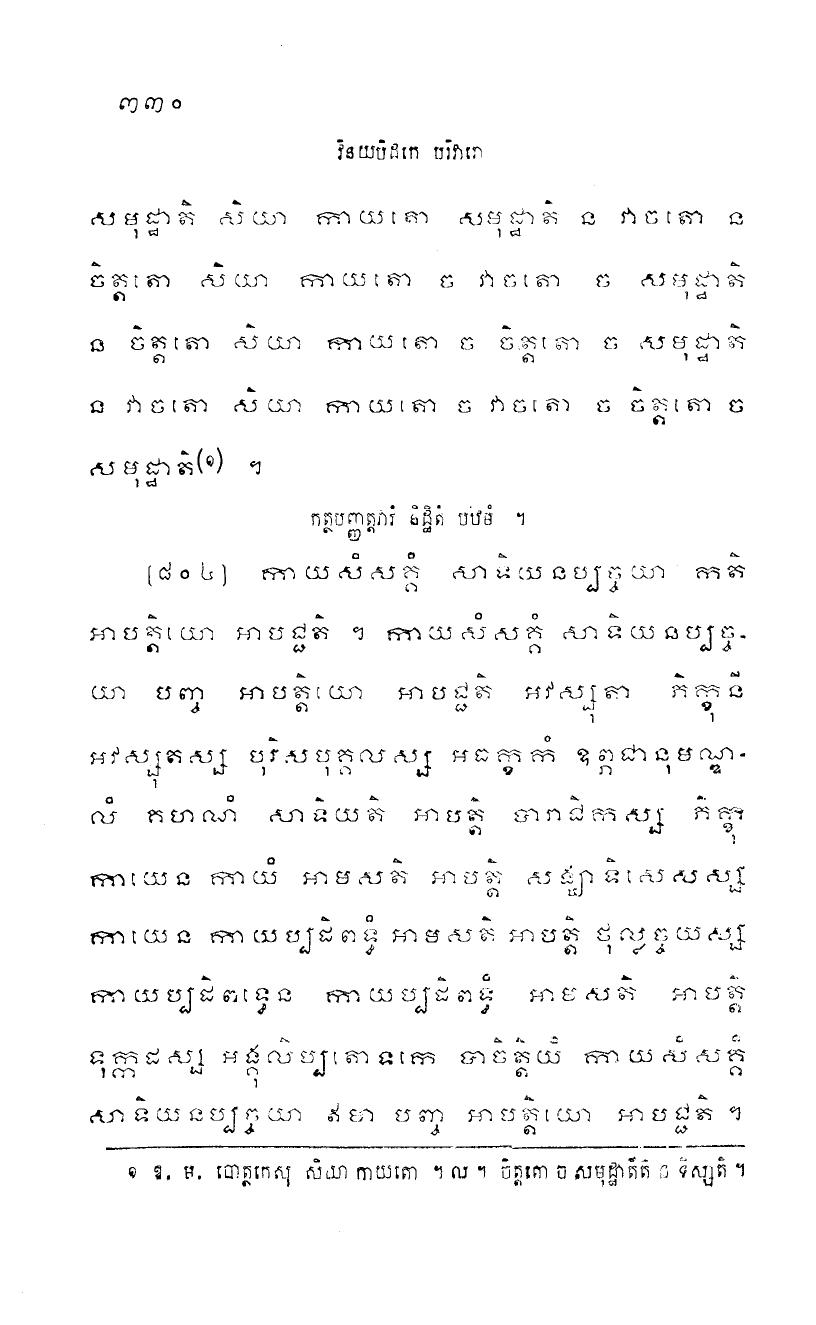 ៣៣០
វិនយបិដកេ បរិវារោ
សមុដ្ឋាតិ សិយា កាយតោ សមុដ្ឋាតិ ន វាចតោ ន
ចិត្តតោ សិយា កាយតោ ច វាចតោ ច សមុដ្ឋាតិ
ន ចិត្តតោ សិយា កាយតោ ច ចិត្តតោ ច សមុដ្ឋាតិ
ន វាចតោ សិយា កាយតោ ច វាចតោ ច ចិត្តតោ ច
សមុដ្ឋាតិ(១) ។
កត្ថបញ្ញត្តវារំ និដ្ឋិតំ បឋមំ ។
[៨០៤] កាយសំសគ្គំ សាទិយនប្បច្ចយា កតិ
អាបត្តិយោ អាបជ្ជតិ ។ កាយសំសគ្គំ សាទិយនប្បច្ច-
យា បញ្ច អាបត្តិយោ អាបជ្ជតិ អវស្សុតា ភិក្ខុនី
អវស្សុតស្ស បុរិសបុគ្គលស្ស អធក្ខកំ ឧព្ភជានុមណ្ឌ-
លំ គហណំ សាទិយតិ អាបត្តិ បារាជិកស្ស ភិក្ខុ
កាយេន កាយំ អាមសតិ អាបត្តិ សង្ឃាទិសេសស្ស
កាយេន កាយប្បដិពទ្ធំ អាមសតិ អាបត្តិ ថុល្លច្ចយស្ស
កាយប្បដិពទ្ធេន កាយប្បដិពទ្ធំ អាមសតិ អាបត្តិ
ទុក្កដស្ស អង្គុលិប្បតោទកេ បាចិត្តិយំ កាយសំសគ្គំ
សាទិយនប្បច្ចយា ឥមា បញ្ច អាបត្តិយោ អាបជ្ជតិ ។
១ ឱ. ម. បោត្ថកេសុ សិយា កាយតោ ។ ល ។ ចិត្តតោ ច សមុដ្ឋាតីតិ ន ទិស្សតិ ។